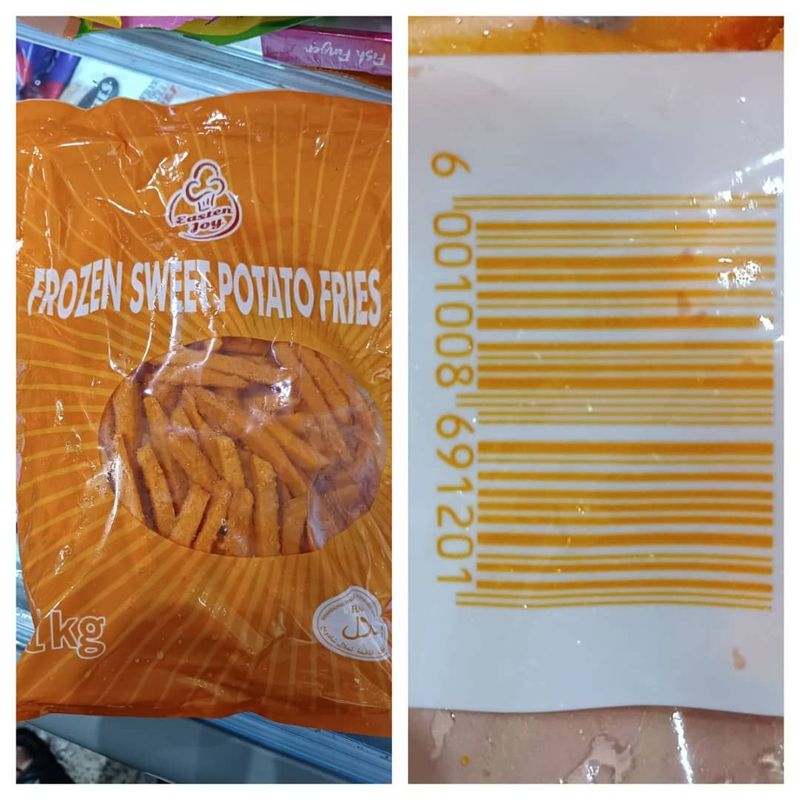 Fish Finger
Easten
Joy
FROZEN SWEET POTATO FRIES
1kg
حلال
6 001008 691201